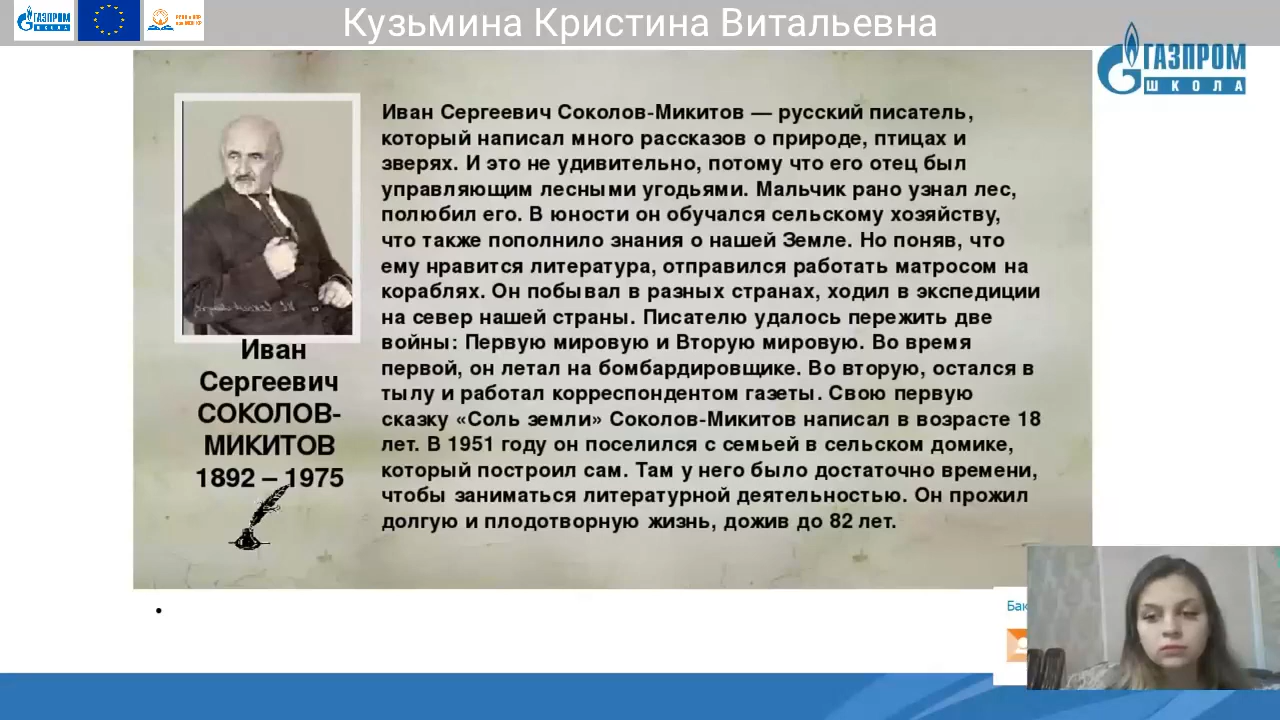 Кузьмина Кристина Витальевна
ГАЗПРОМ
ШКОЛА
ГАЗПРОМ
ШКОЛА
Иван Сергеевич Соколов-Микитов — русский писатель,
который написал много рассказов о природе, птицах и
зверях. И это не удивительно, потому что его отец был
управляющим лесными угодьями. Мальчик рано узнал лес,
полюбил его. В юности он обучался сельскому хозяйству,
что также пополнило знания о нашей Земле. Но поняв, что
ему нравится литература, отправился работать матросом на
кораблях. Он побывал в разных странах, ходил в экспедиции
на север нашей страны. Писателю удалось пережить две
войны: Первую мировую и Вторую мировую. Во время
первой, он летал на бомбардировщике. Во вторую, остался в
тылу и работал корреспондентом газеты. Свою первую
сказку «Соль земли» Соколов-Микитов написал в возрасте 18
лет. В 1951 году он поселился с семьей в сельском домике,
который построил сам. Там у него было достаточно времени,
чтобы заниматься литературной деятельностью. Он прожил
долгую и плодотворную жизнь, дожив до 82 лет.
Иван
Сергеевич
СОКОЛОВ-
МИКИТОВ
1892 – 1975
Бак